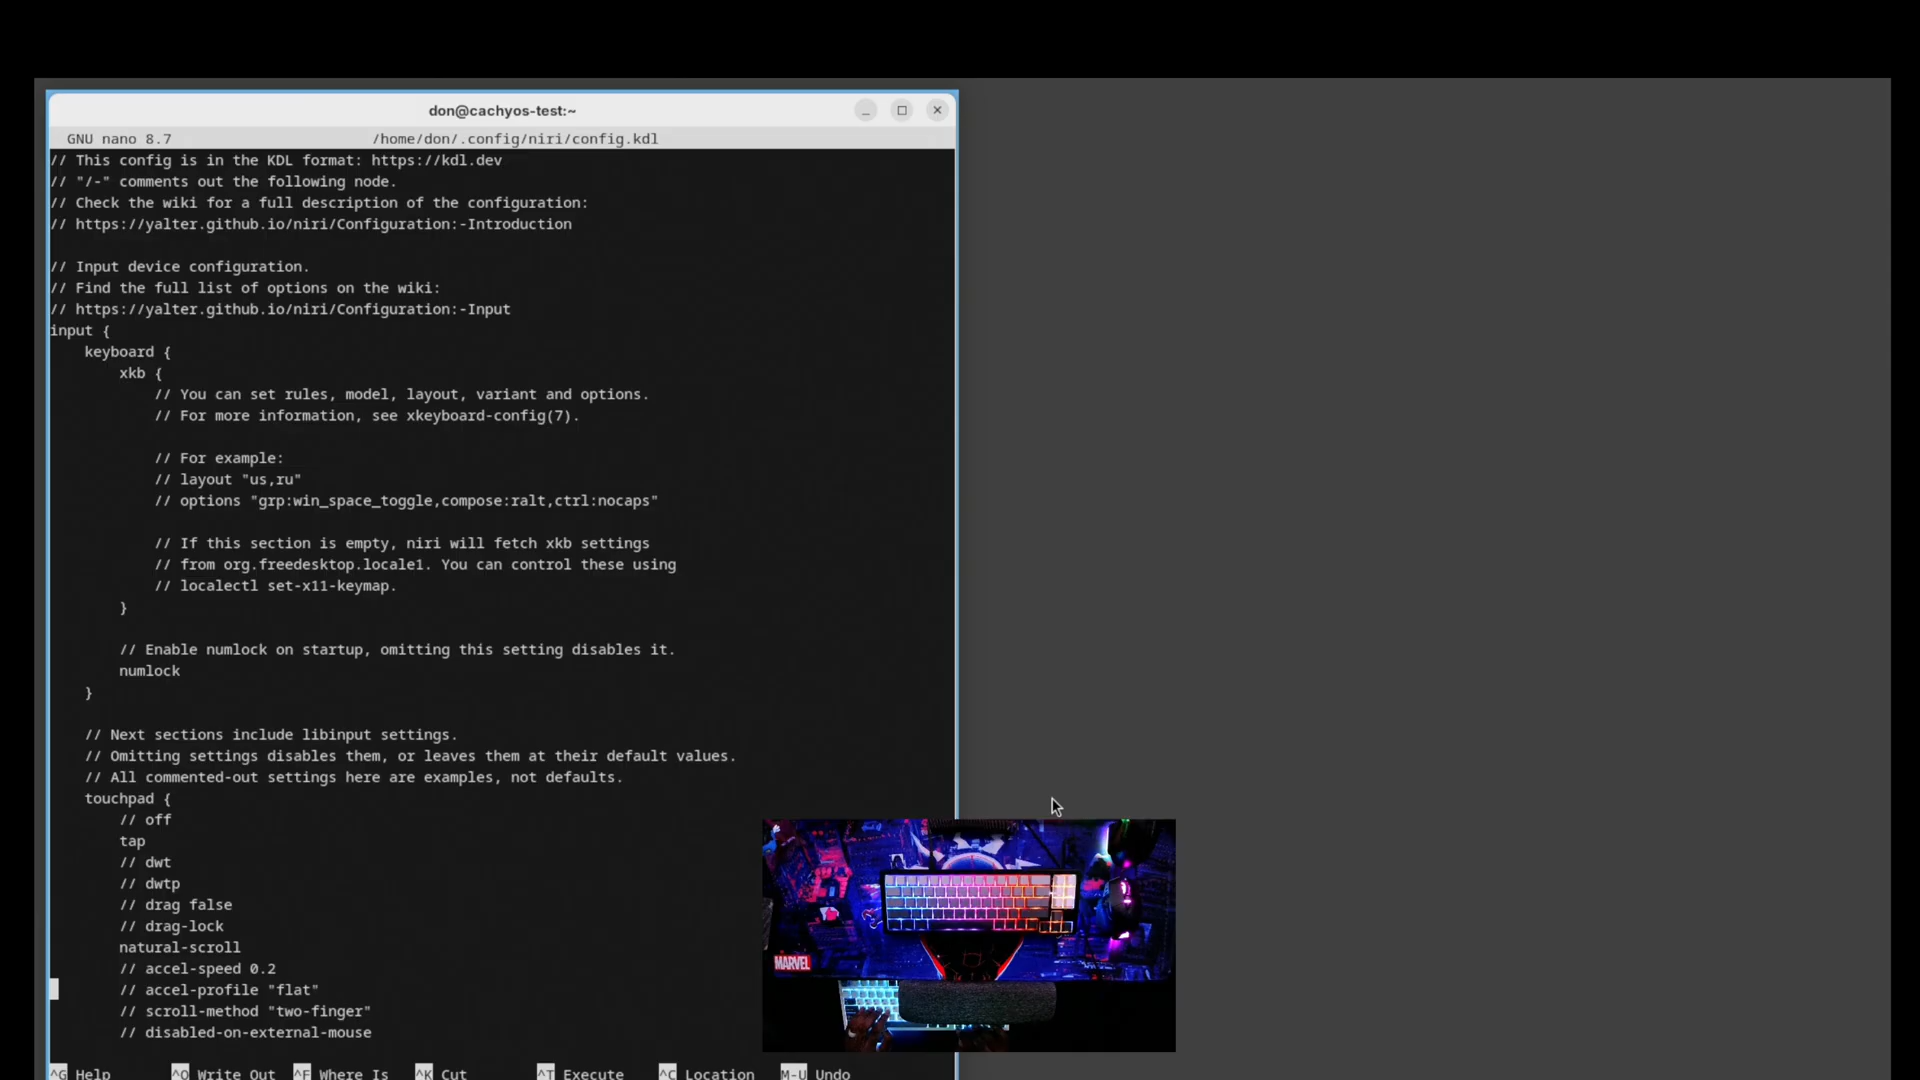 don@cachyos-test:~
GNU nano 8.7 /home/don/.config/niri/config.kdl
// This config is in the KDL format: https://kdl.dev
// "/-" comments out the following node.
// Check the wiki for a full description of the configuration:
// https://yalter.github.io/niri/Configuration:-Introduction
// Input device configuration.
// Find the full list of options on the wiki:
// https://yalter.github.io/niri/Configuration:-Input
input {
keyboard {
xkb {
// You can set rules, model, layout, variant and options.
// For more information, see xkeyboard-config(7).
// For example:
// layout "us,ru"
// options "grp:win_space_toggle,compose:ralt,ctrl:nocaps"
// If this section is empty, niri will fetch xkb settings
// from org.freedesktop.locale1. You can control these using
// localectl set-x11-keymap.
}
// Enable numlock on startup, omitting this setting disables it.
numlock
}
// Next sections include libinput settings.
// Omitting settings disables them, or leaves them at their default values.
// All commented-out settings here are examples, not defaults.
touchpad {
// off
tap
// dwt
// dwtp
// drag false
// drag-lock
natural-scroll
// accel-speed 0.2
// accel-profile "flat"
// scroll-method "two-finger"
// disabled-on-external-mouse
MARVEL
^G Help ^O Write Out ^F Where Is ^K Cut ^T Execute ^C Location M-U Undo